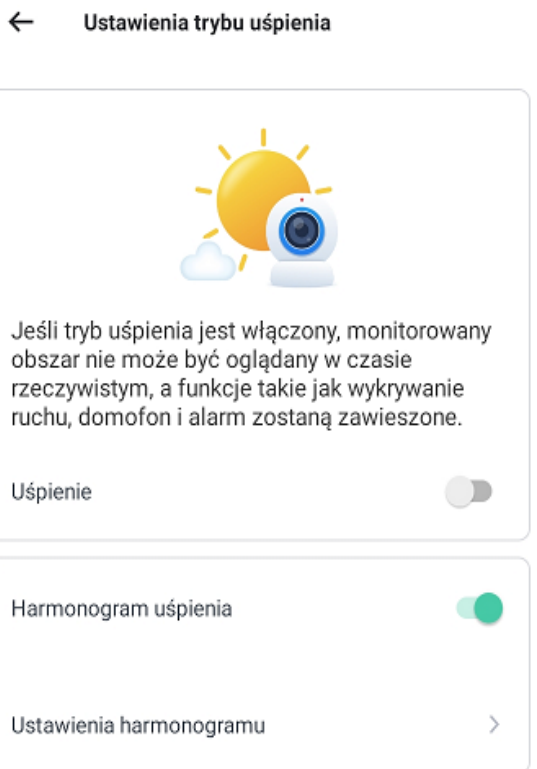 Ustawienia trybu uśpienia
Jeśli tryb uśpienia jest włączony, monitorowany
obszar nie może być oglądany w czasie
rzeczywistym, a funkcje takie jak wykrywanie
ruchu, domofon i alarm zostaną zawieszone.
Uśpienie
Harmonogram uśpienia
Ustawienia harmonogramu